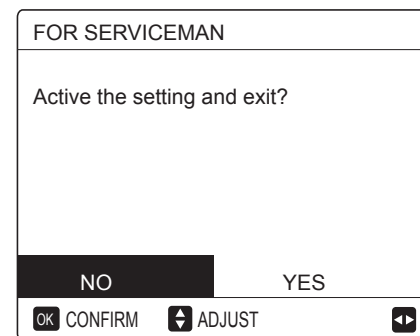 FOR SERVICEMAN
Active the setting and exit?
NO YES
OK CONFIRM ADJUST